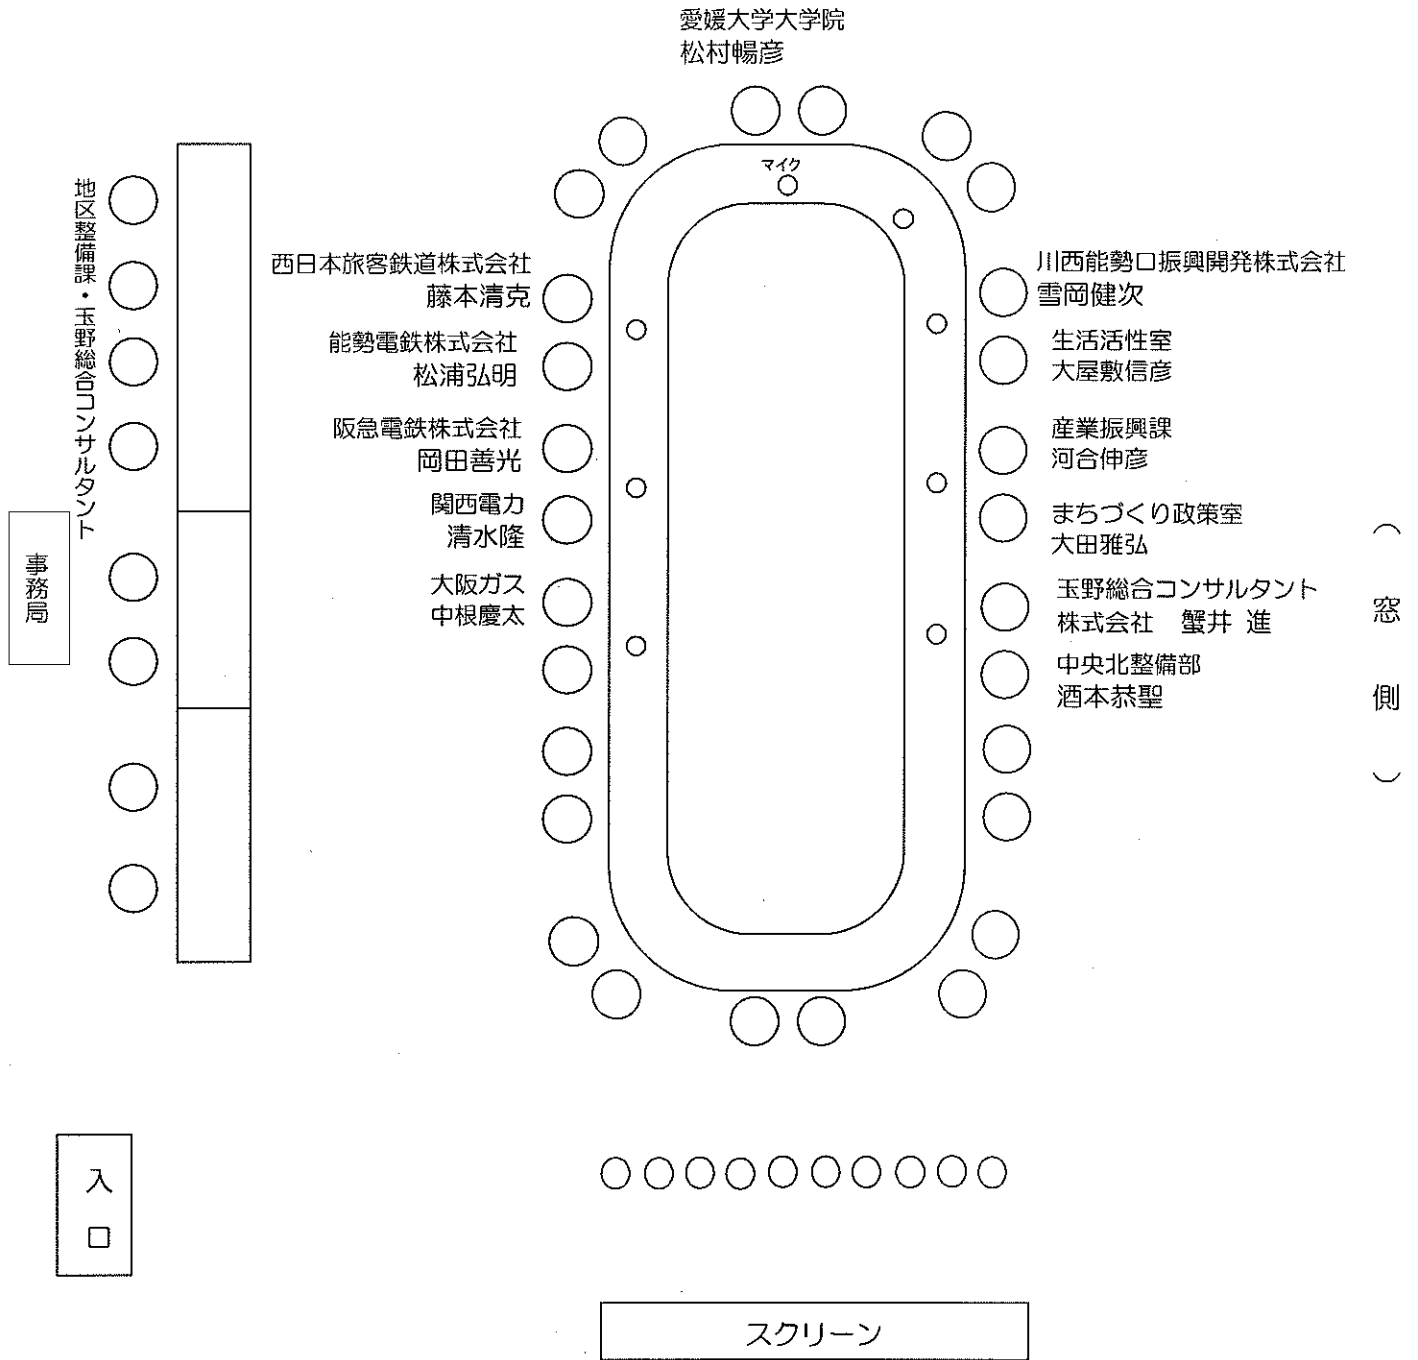 愛媛大学大学院
松村暢彦
マイク
地区整備課・玉野総合コンサルタント
事務局
西日本旅客鉄道株式会社
藤本清克
能勢電鉄株式会社
松浦弘明
阪急電鉄株式会社
岡田善光
関西電力
清水隆
大阪ガス
中根慶太
川西能勢口振興開発株式会社
雪岡健次
生活活性室
大屋敷信彦
産業振興課
河合伸彦
まちづくり政策室
大田雅弘
玉野総合コンサルタント
株式会社　蟹井 進
中央北整備部
酒本恭聖
（窓側）
入口
スクリーン